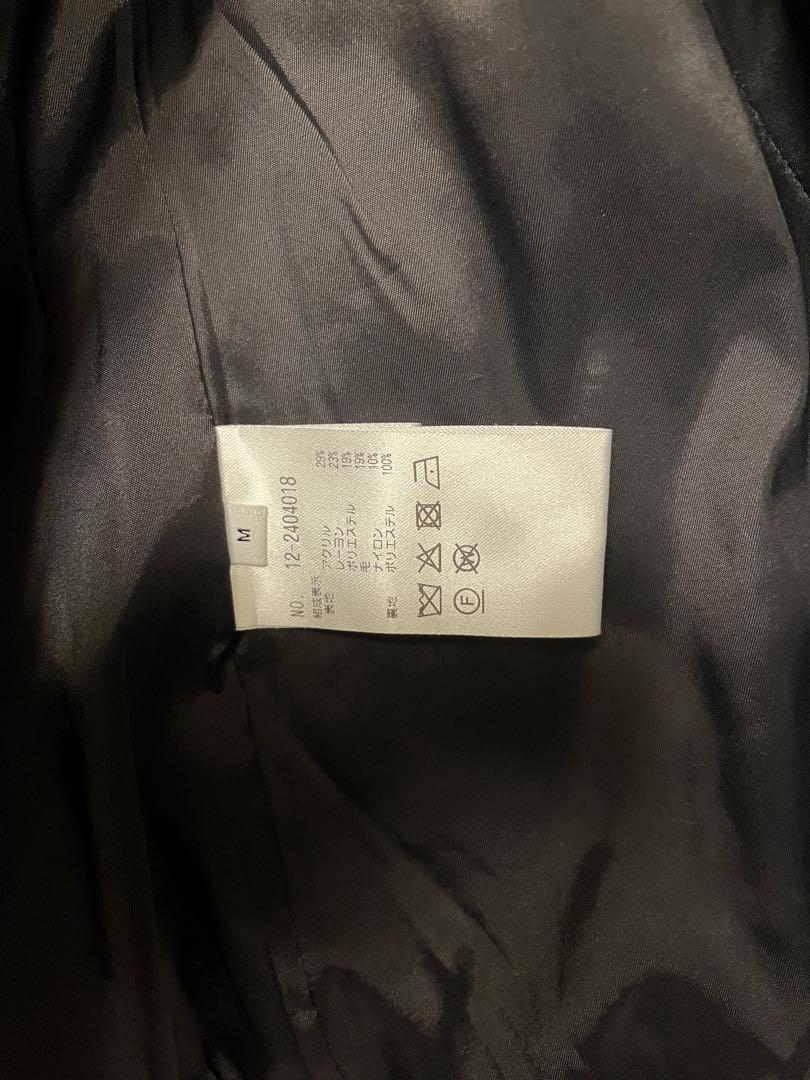 M
NO. 12-2404018
組成表示
表地 アクリル 29%
レーヨン 23%
ポリエステル 19%
毛 19%
ナイロン 10%
裏地 ポリエステル 100%
F
W